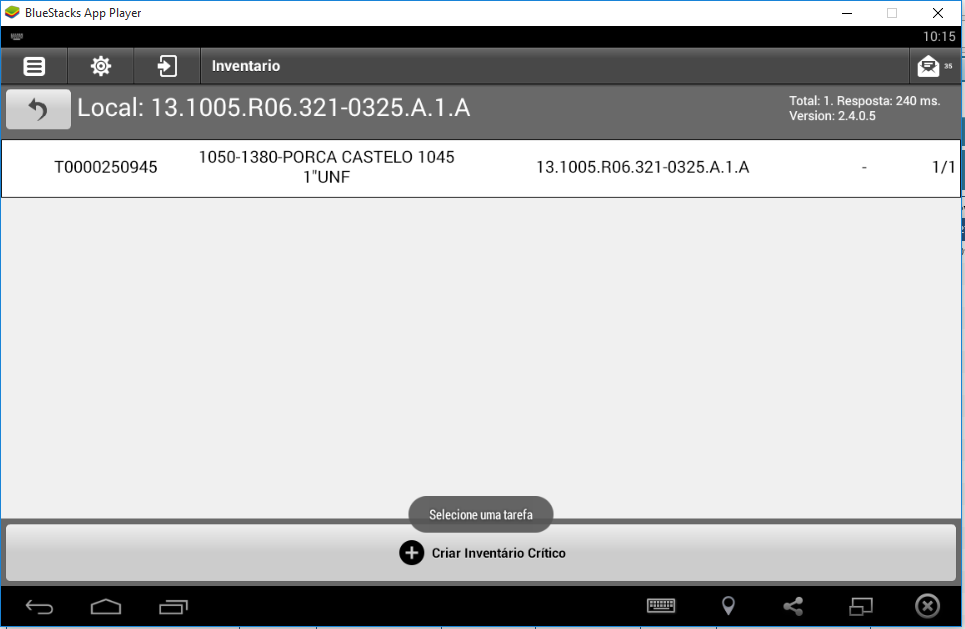 BlueStacks App Player
10:15
Inventario
35
Local: 13.1005.R06.321-0325.A.1.A
Total: 1. Resposta: 240 ms.
Version: 2.4.0.5
T0000250945
1050-1380-PORCA CASTELO 1045
1"UNF
13.1005.R06.321-0325.A.1.A
-
1/1
Selecione uma tarefa
Criar Inventário Crítico